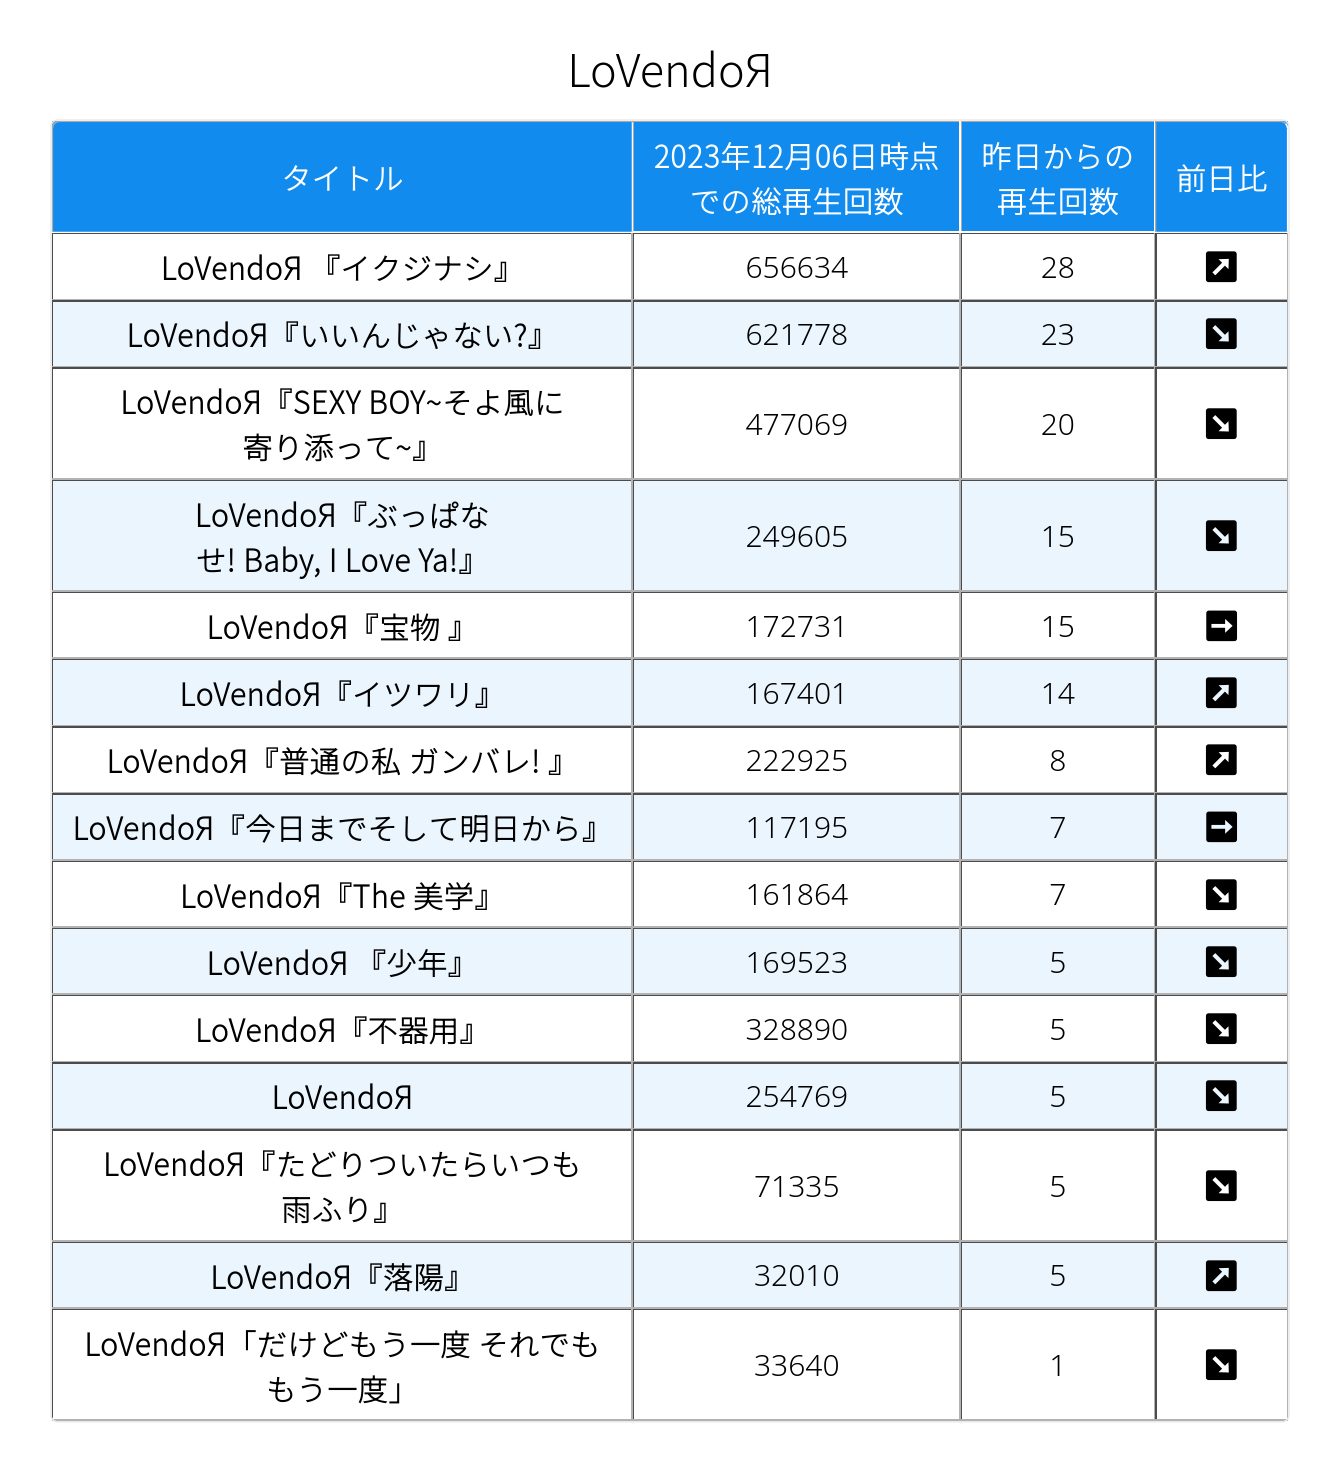 LoVendoЯ
タイトル
2023年12月06日時点
での総再生回数
昨日からの
再生回数
前日比
LoVendoЯ 『イクジナシ』 656634 28 ↗
LoVendoЯ『いいんじゃない?』 621778 23 ↘
LoVendoЯ『SEXY BOY~そよ風に
寄り添って~』 477069 20 ↘
LoVendoЯ『ぶっぱな
せ! Baby, I Love Ya!』 249605 15 ↘
LoVendoЯ『宝物 』 172731 15 ➡
LoVendoЯ『イツワリ』 167401 14 ↗
LoVendoЯ『普通の私 ガンバレ! 』 222925 8 ↗
LoVendoЯ『今日までそして明日から』 117195 7 ➡
LoVendoЯ『The 美学』 161864 7 ↘
LoVendoЯ 『少年』 169523 5 ↘
LoVendoЯ『不器用』 328890 5 ↘
LoVendoЯ 254769 5 ↘
LoVendoЯ『たどりついたらいつも
雨ふり』 71335 5 ↘
LoVendoЯ『落陽』 32010 5 ↗
LoVendoЯ「だけどもう一度 それでも
もう一度」 33640 1 ↘